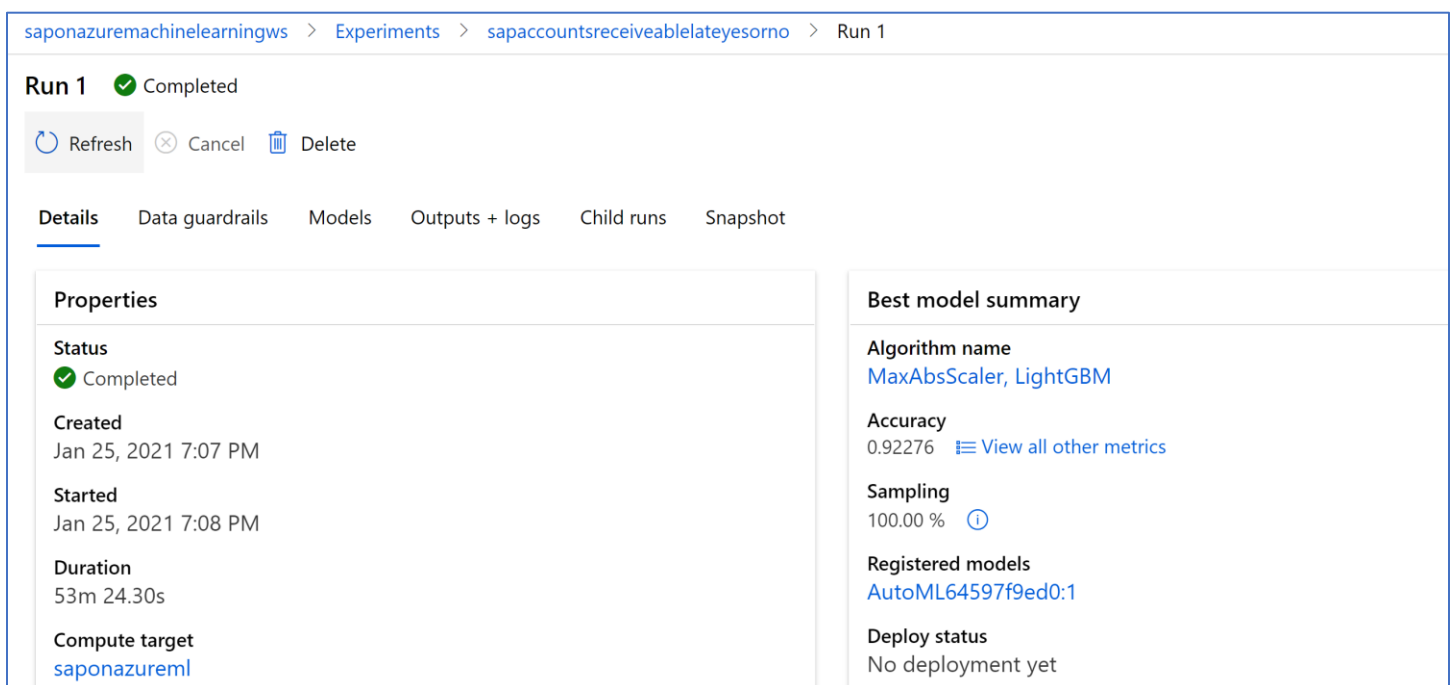 saponazuremachinelearningws > Experiments > sapaccountsreceiveablelateyesorno > Run 1
Run 1 Completed
Refresh Cancel Delete
Details Data guardrails Models Outputs + logs Child runs Snapshot
Properties
Status
Completed
Created
Jan 25, 2021 7:07 PM
Started
Jan 25, 2021 7:08 PM
Duration
53m 24.30s
Compute target
saponazureml
Best model summary
Algorithm name
MaxAbsScaler, LightGBM
Accuracy
0.92276 View all other metrics
Sampling
100.00 %
Registered models
AutoML64597f9ed0:1
Deploy status
No deployment yet